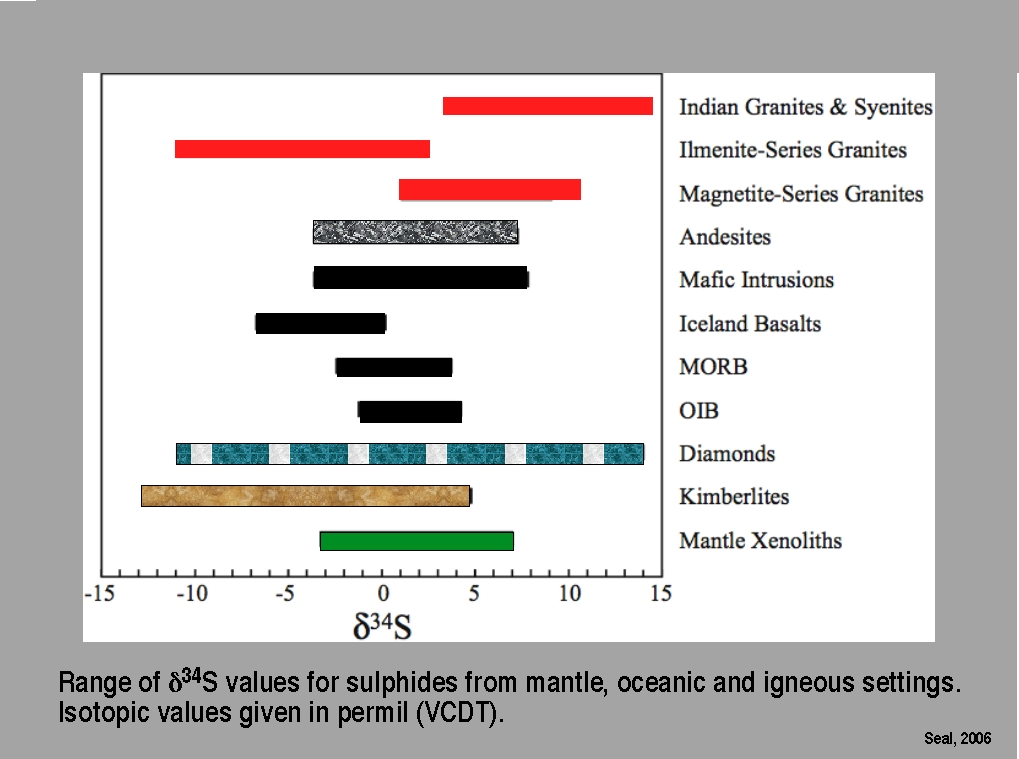 Indian Granites & Syenites
Ilmenite-Series Granites
Magnetite-Series Granites
Andesites
Mafic Intrusions
Iceland Basalts
MORB
OIB
Diamonds
Kimberlites
Mantle Xenoliths
-15 -10 -5 0 5 10 15
δ³⁴S
Range of δ³⁴S values for sulphides from mantle, oceanic and igneous settings.
Isotopic values given in permil (VCDT).
Seal, 2006